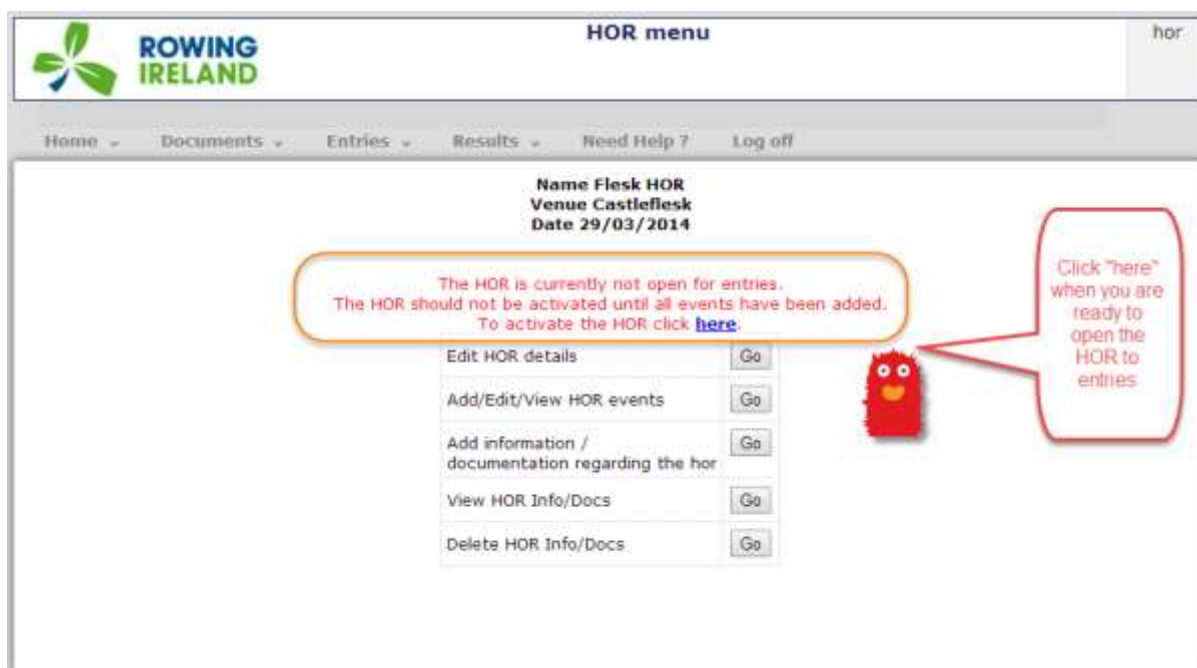 ROWING
IRELAND
HOR menu
hor
Home
Documents
Entries
Results
Need Help ?
Log off
Name Flesk HOR
Venue Castleflesk
Date 29/03/2014
The HOR is currently not open for entries.
The HOR should not be activated until all events have been added.
To activate the HOR click here.
Click "here"
when you are
ready to
open the
HOR to
entries
Edit HOR details
Go
Add/Edit/View HOR events
Go
Add information /
documentation regarding the hor
Go
View HOR Info/Docs
Go
Delete HOR Info/Docs
Go